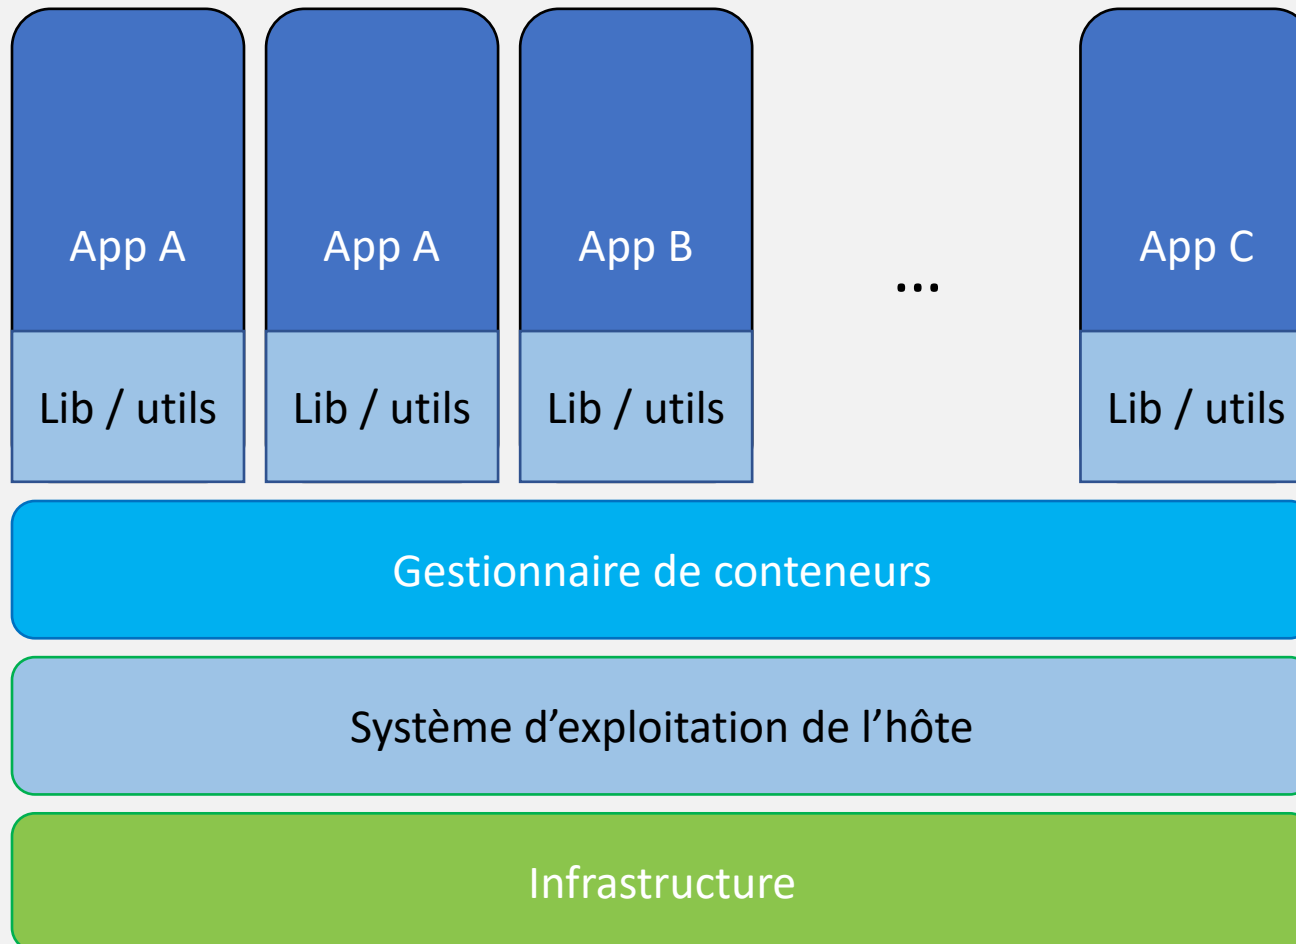 App A
App A
App B
...
App C
Lib / utils
Lib / utils
Lib / utils
Lib / utils
Gestionnaire de conteneurs
Système d’exploitation de l’hôte
Infrastructure